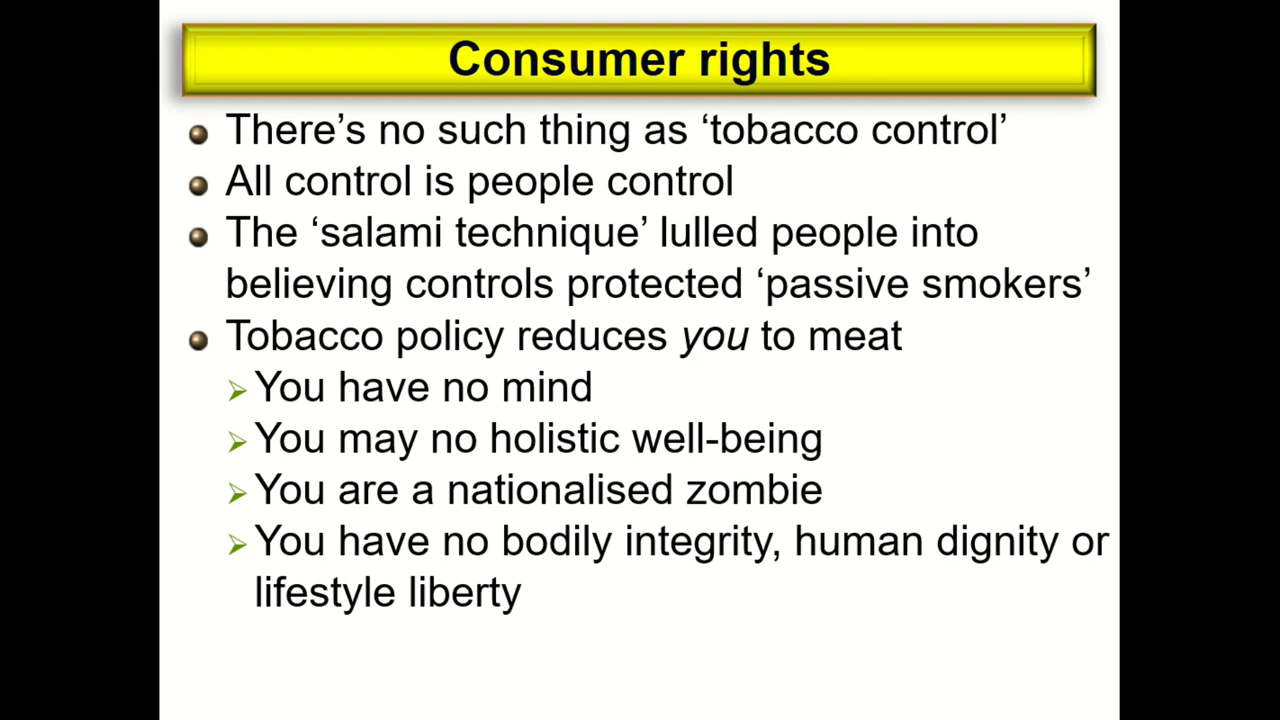 Consumer rights
There’s no such thing as ‘tobacco control’
All control is people control
The ‘salami technique’ lulled people into
believing controls protected ‘passive smokers’
Tobacco policy reduces you to meat
You have no mind
You may no holistic well-being
You are a nationalised zombie
You have no bodily integrity, human dignity or
lifestyle liberty